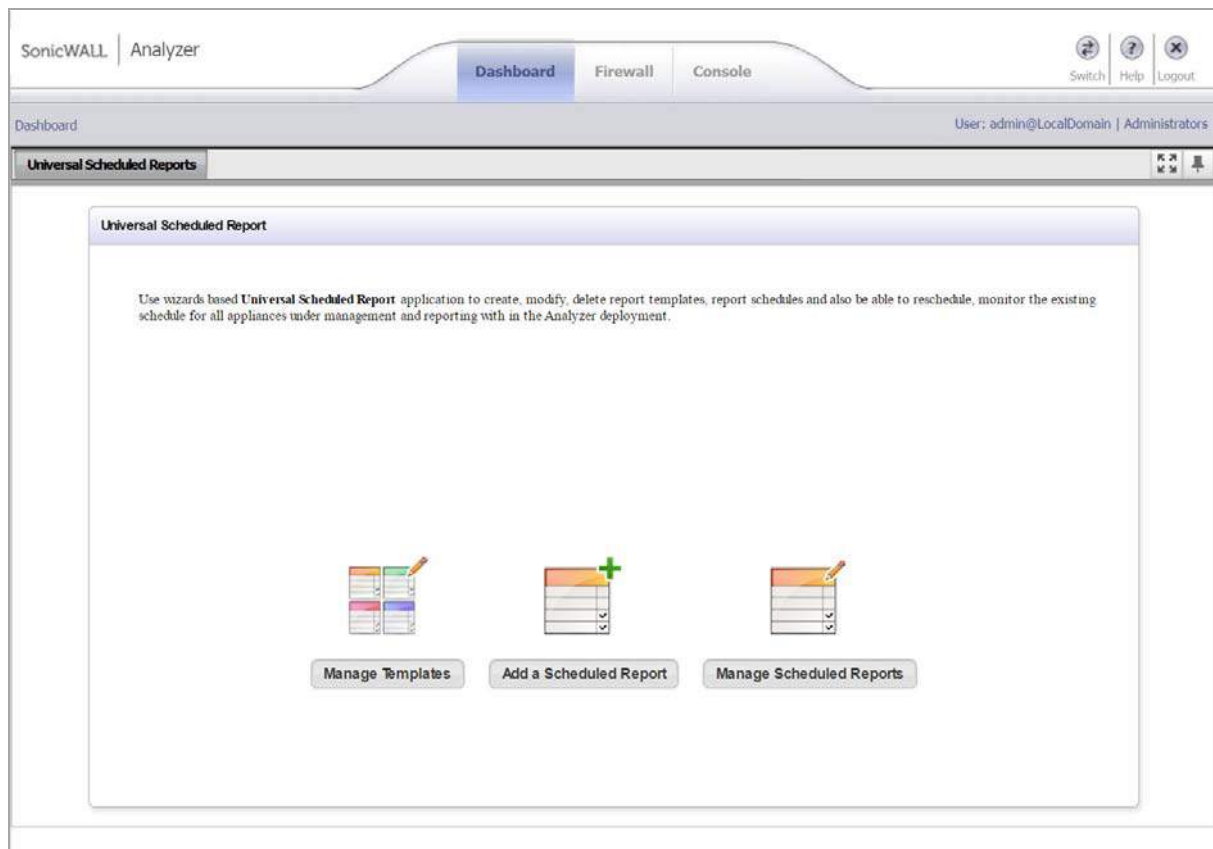 SonicWALL | Analyzer
Dashboard Firewall Console
Switch Help Logout
Dashboard
User: admin@LocalDomain | Administrators
Universal Scheduled Reports
Universal Scheduled Report
Use wizards based Universal Scheduled Report application to create, modify, delete report templates, report schedules and also be able to reschedule, monitor the existing
schedule for all appliances under management and reporting with in the Analyzer deployment.
Manage Templates Add a Scheduled Report Manage Scheduled Reports